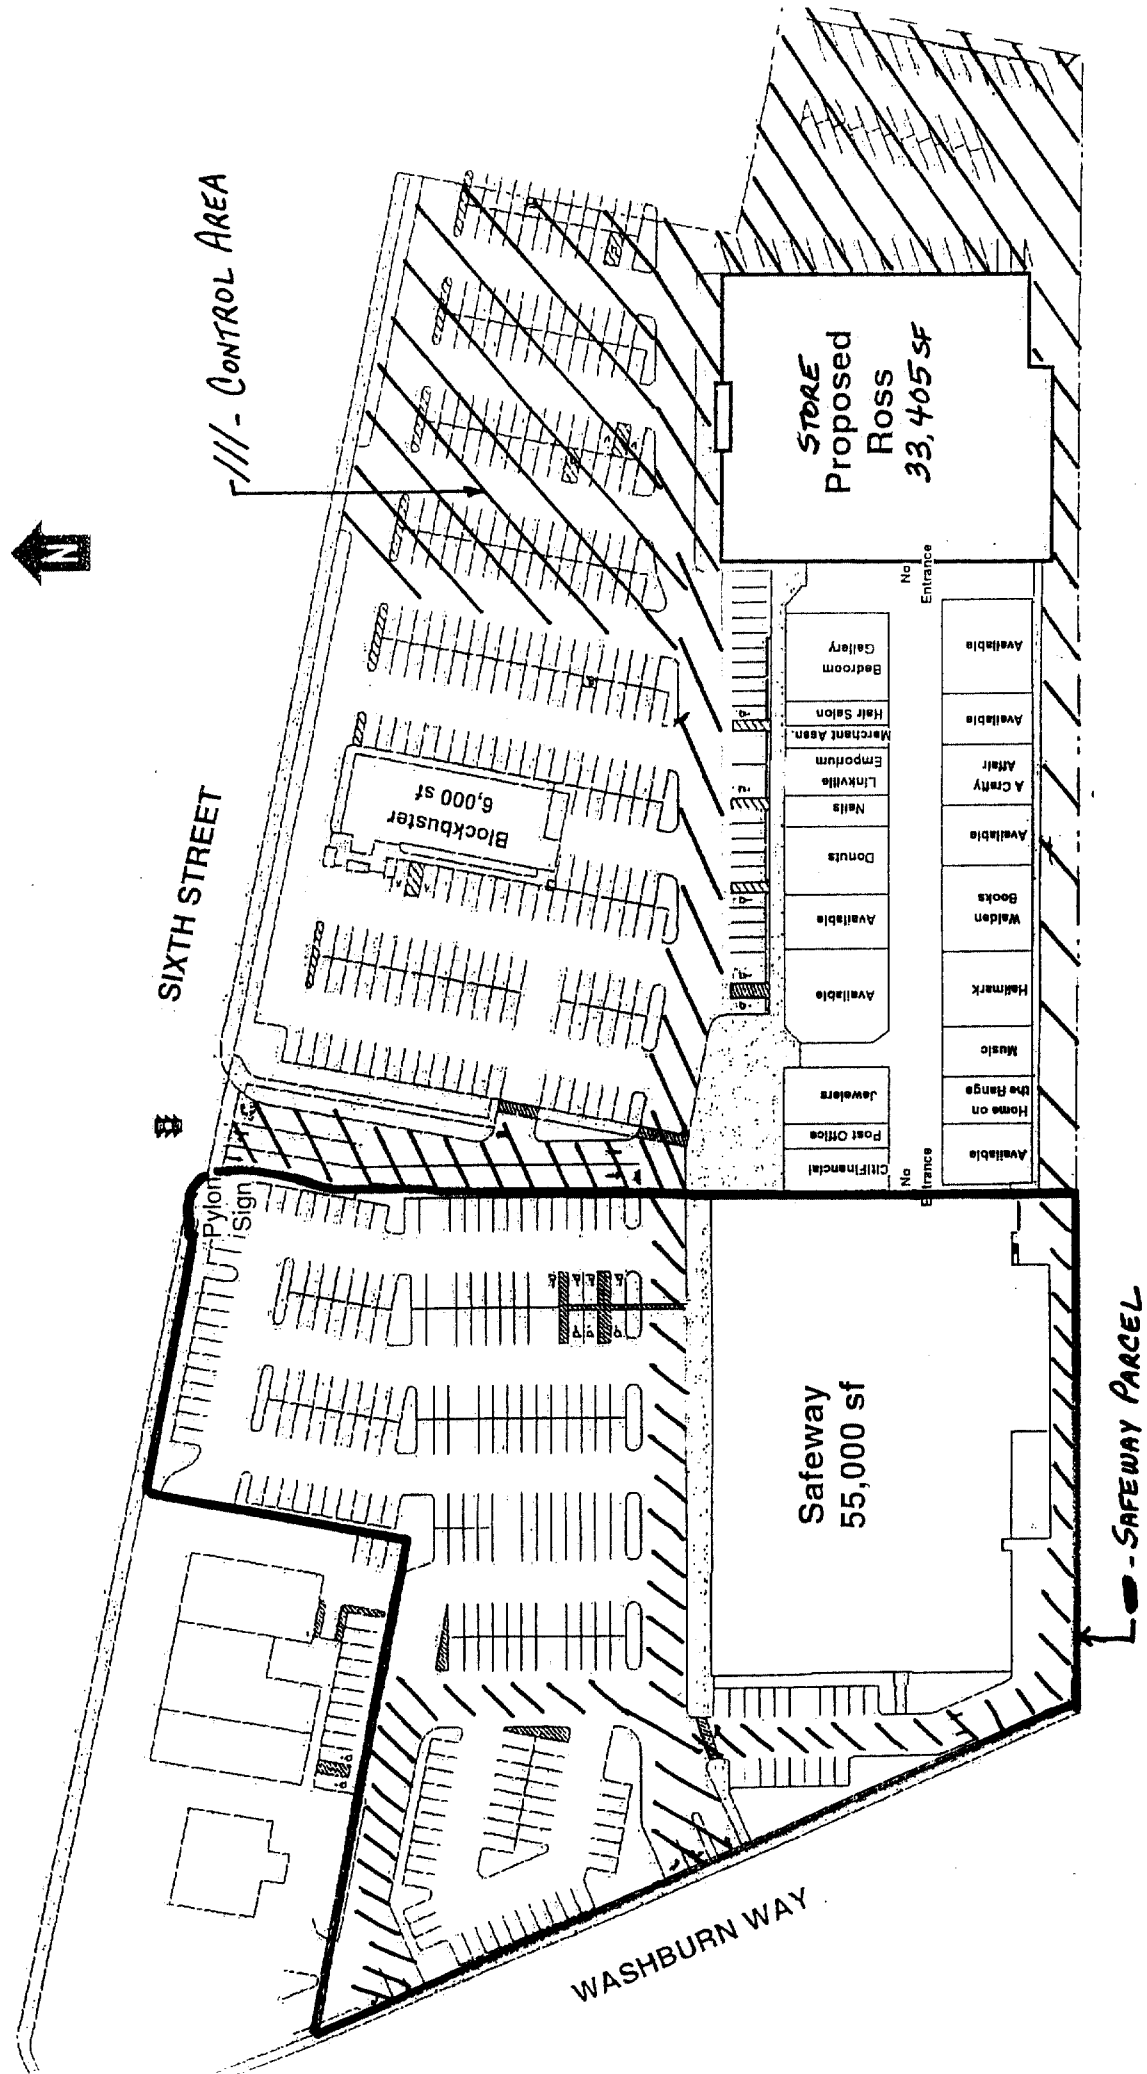 N
///- CONTROL AREA
SIXTH STREET
Pylon
Sign
Blockbuster
6,000 sf
STORE
Proposed
Ross
33,405 SF
No
Entrance
Bedroom
Gallery
Hair Salon
Merchant Assn.
Linkville
Emporium
Nails
Donuts
Available
Available
Jewelers
Post Office
CitiFinancial
Available
Available
A Crafty
Affair
Available
Walden
Books
Hallmark
Music
Home on
the Range
Available
No
Entrance
Safeway
55,000 sf
WASHBURN WAY
- SAFEWAY PARCEL